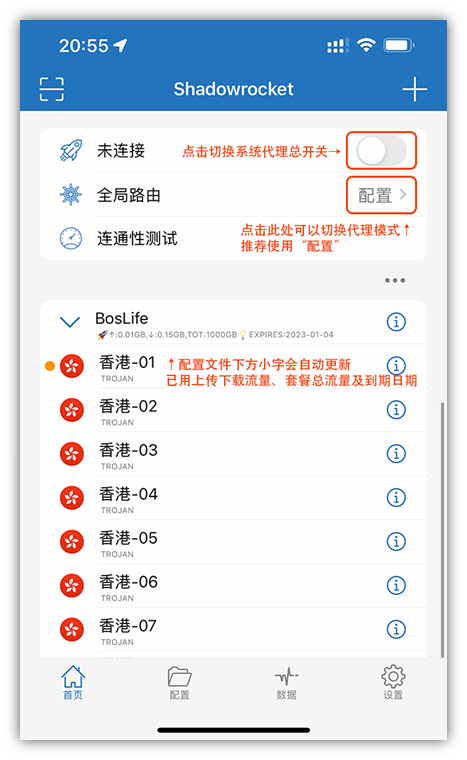 20:55
Shadowrocket
未连接 点击切换系统代理总开关→
全局路由 配置
连通性测试 点击此处可以切换代理模式↑
推荐使用“配置”
BosLife
🚀↑:0.01GB,↓:0.15GB,TOT:1000GB💡EXPIRES:2023-01-04
香港-01 ↑配置文件下方小字会自动更新
TROJAN 已用上传下载流量、套餐总流量及到期日期
香港-02
TROJAN
香港-03
TROJAN
香港-04
TROJAN
香港-05
TROJAN
香港-06
TROJAN
香港-07
TROJAN
首页 配置 数据 设置